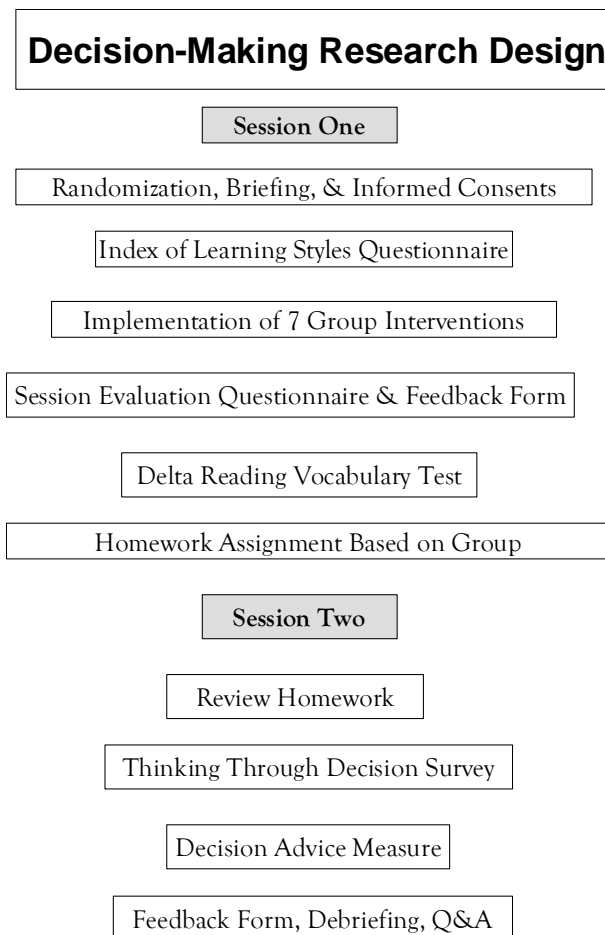 Decision-Making Research Design
Session One
Randomization, Briefing, & Informed Consents
Index of Learning Styles Questionnaire
Implementation of 7 Group Interventions
Session Evaluation Questionnaire & Feedback Form
Delta Reading Vocabulary Test
Homework Assignment Based on Group
Session Two
Review Homework
Thinking Through Decision Survey
Decision Advice Measure
Feedback Form, Debriefing, Q&A